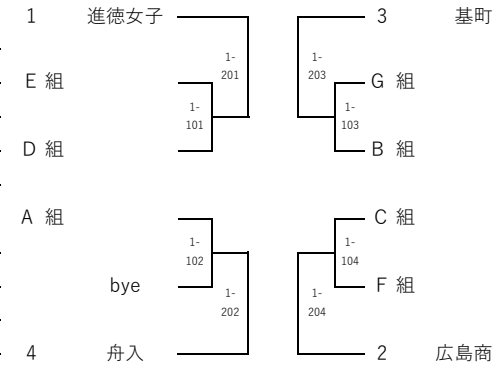 1 進徳女子 3 基町
1-
201
1-
203
E 組 G 組
1-
101
1-
103
D 組 B 組
A 組 C 組
1-
102
1-
104
bye F 組
1-
202
1-
204
4 舟入 2 広島商